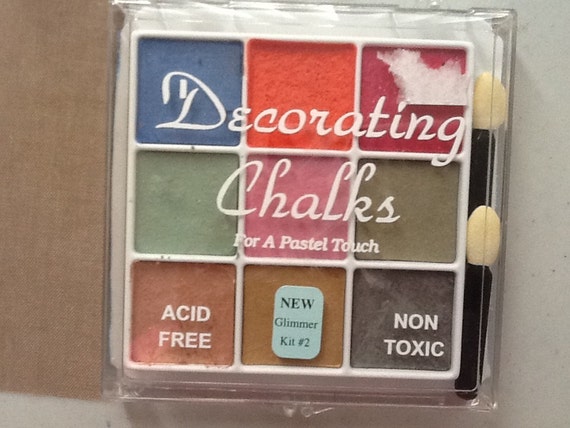 Decorating
Chalks
For A Pastel Touch
ACID
FREE
NEW
Glimmer
Kit #2
NON
TOXIC